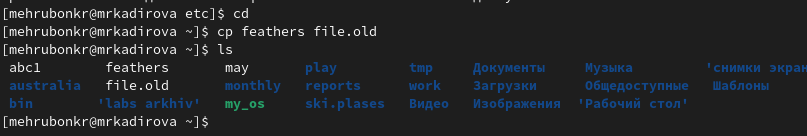 [mehrubonkr@mrkadirova etc]$ cd
[mehrubonkr@mrkadirova ~]$ cp feathers file.old
[mehrubonkr@mrkadirova ~]$ ls
abc1 feathers may play tmp Документы Музыка 'снимки экран
australia file.old monthly reports work Загрузки Общедоступные Шаблоны
bin 'labs arkhiv' my_os ski.plases Видео Изображения 'Рабочий стол'
[mehrubonkr@mrkadirova ~]$